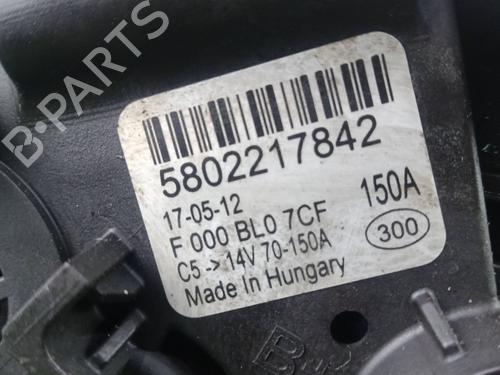 B-PARTS
5802217842
17-05-12
150A
F 000 BL0 7CF
300
C5 -> 14V 70-150A
Made In Hungary